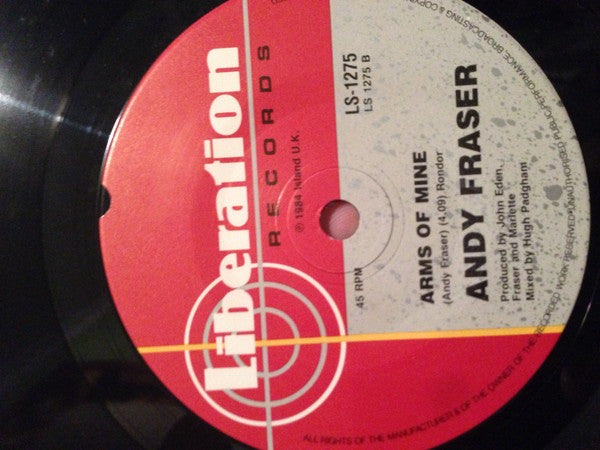 Liberation
RECORDS
℗ 1984 Island U.K.
LS-1275
LS 1275 B
45 RPM
ARMS OF MINE
(Andy Fraser) (4.09) Rondor
ANDY FRASER
Produced by John Eden,
Fraser and Marlette
Mixed by Hugh Padgham
ALL RIGHTS OF THE MANUFACTURER & OF THE OWNER OF THE RECORDED WORK RESERVED. UNAUTHORISED PUBLIC PERFORMANCE, BROADCASTING & COPY